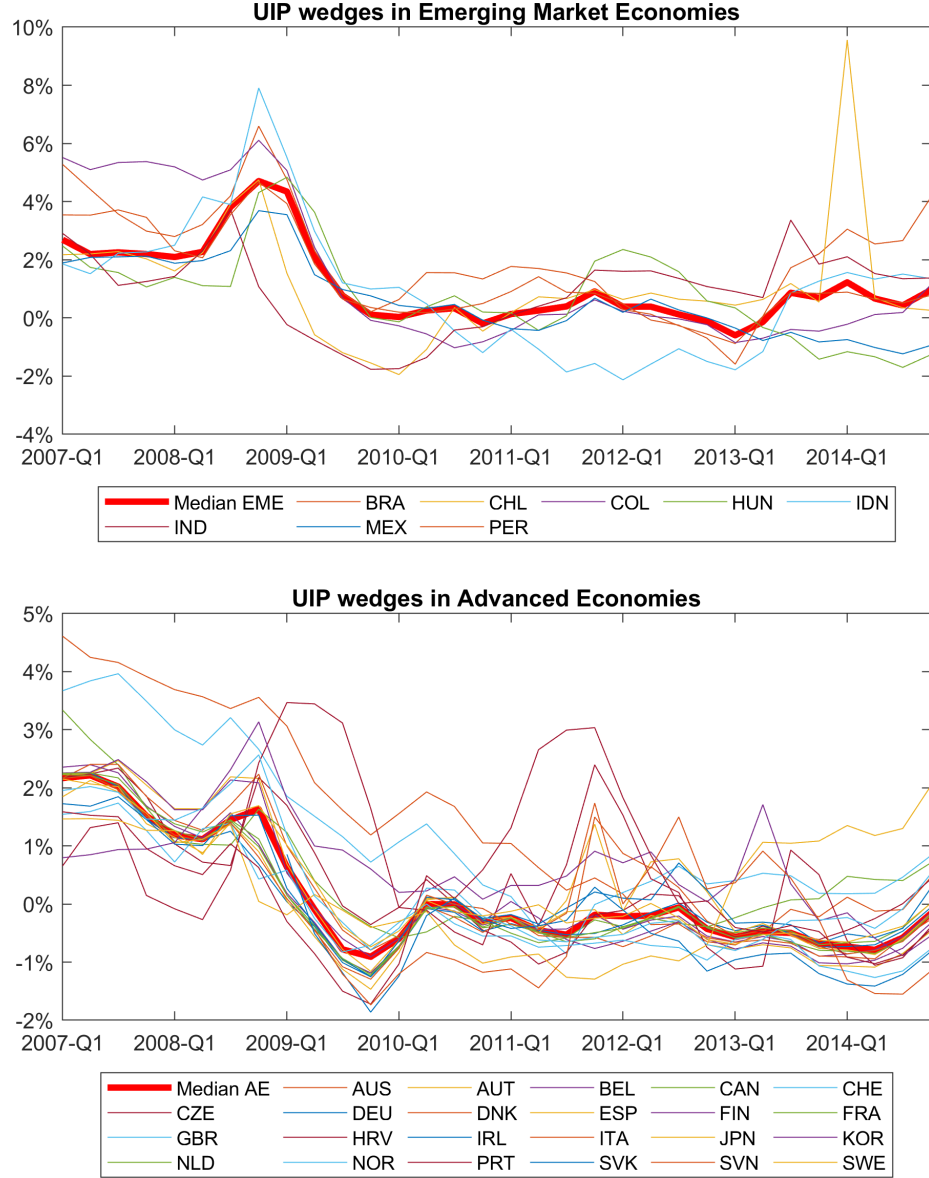 UIP wedges in Emerging Market Economies
10%
8%
6%
4%
2%
0%
-2%
-4%
2007-Q1 2008-Q1 2009-Q1 2010-Q1 2011-Q1 2012-Q1 2013-Q1 2014-Q1
Median EME BRA CHL COL HUN IDN
IND MEX PER
UIP wedges in Advanced Economies
5%
4%
3%
2%
1%
0%
-1%
-2%
2007-Q1 2008-Q1 2009-Q1 2010-Q1 2011-Q1 2012-Q1 2013-Q1 2014-Q1
Median AE AUS AUT BEL CAN CHE
CZE DEU DNK ESP FIN FRA
GBR HRV IRL ITA JPN KOR
NLD NOR PRT SVK SVN SWE